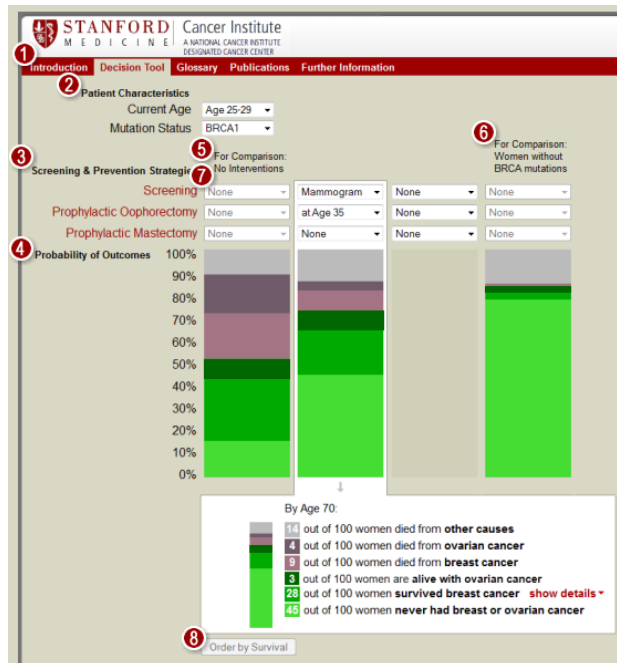 STANFORD
MEDICINE
Cancer Institute
A NATIONAL CANCER INSTITUTE
DESIGNATED CANCER CENTER
1
Introduction Decision Tool Glossary Publications Further Information
2
Patient Characteristics
Current Age Age 25-29
Mutation Status BRCA1
5
For Comparison:
No Interventions
6
For Comparison:
Women without
BRCA mutations
3
Screening & Prevention Strategie
7
Screening None Mammogram None None
Prophylactic Oophorectomy None at Age 35 None None
Prophylactic Mastectomy None None None None
4
Probability of Outcomes 100%
90%
80%
70%
60%
50%
40%
30%
20%
10%
0%
By Age 70:
14 out of 100 women died from other causes
4 out of 100 women died from ovarian cancer
9 out of 100 women died from breast cancer
3 out of 100 women are alive with ovarian cancer
28 out of 100 women survived breast cancer show details
45 out of 100 women never had breast or ovarian cancer
8
Order by Survival